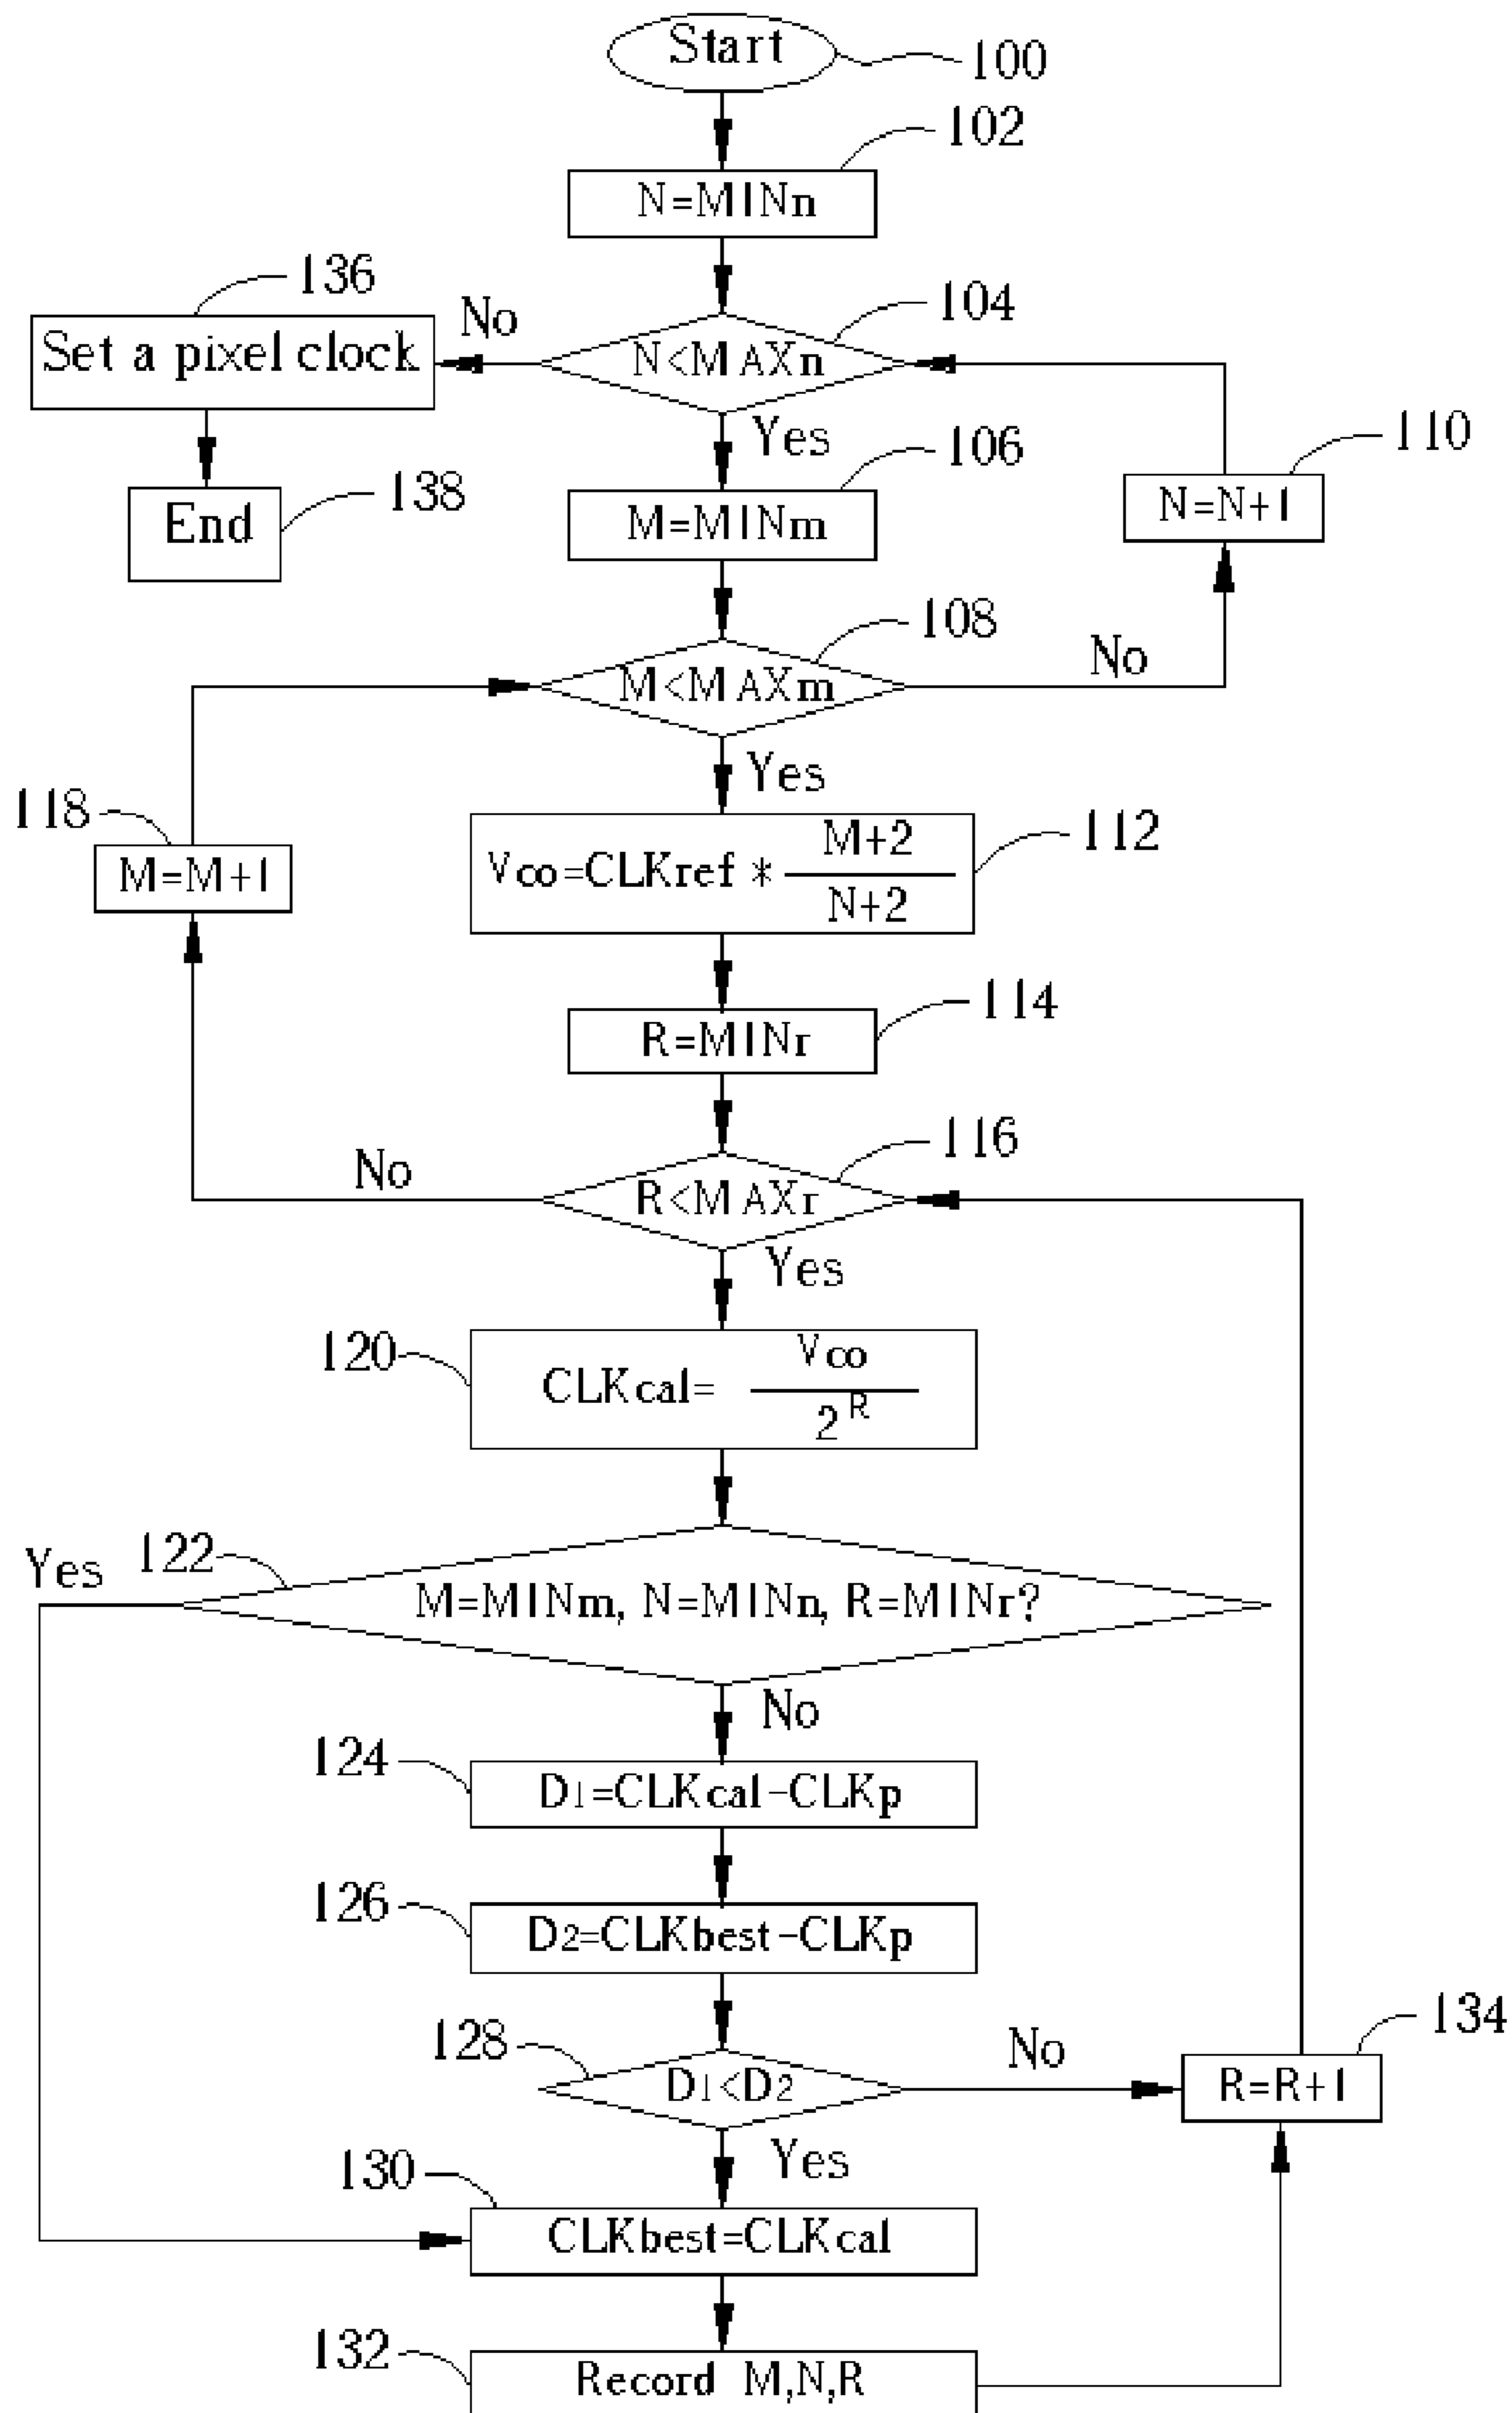 Start
100
102
N=MINn
136
104
No
Set a pixel clock
N<MAXn
Yes
106
110
138
End
M=MINm
N=N+1
108
No
M<MAXm
Yes
118
M=M+1
Vco=CLKref * M+2
N+2
112
114
R=MINr
116
No
R<MAXr
Yes
120
CLKcal= Vco
2^R
122
Yes
M=MINm, N=MINn, R=MINr?
No
124
D1=CLKcal-CLKp
126
D2=CLKbest-CLKp
128
No
134
D1<D2
R=R+1
Yes
130
CLKbest=CLKcal
132
Record M,N,R